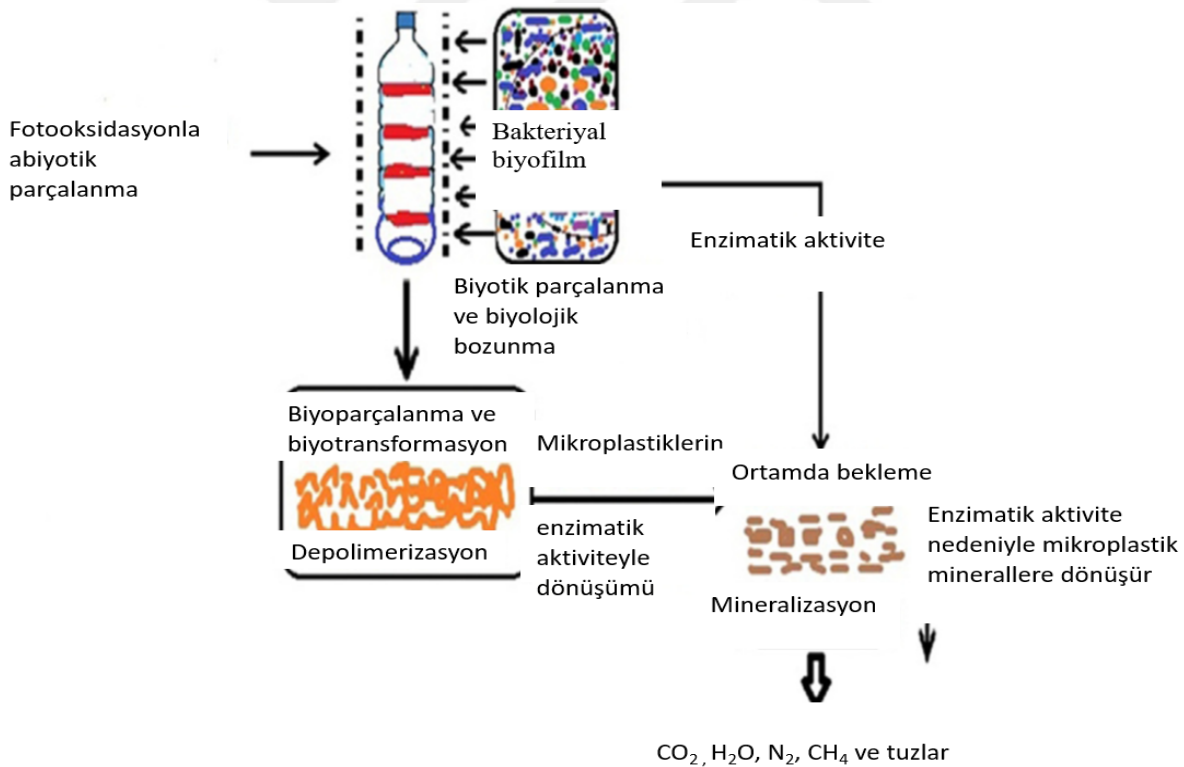 Fotooksidasyonla
abiyotik
parçalanma
Bakteriyal
biyofilm
Enzimatik aktivite
Biyotik parçalanma
ve biyolojik
bozunma
Biyoparçalanma ve
biyotransformasyon
Depolimerizasyon
Mikroplastiklerin
enzimatik
aktiviteyle
dönüşümü
Ortamda bekleme
Mineralizasyon
Enzimatik aktivite
nedeniyle mikroplastik
minerallere dönüşür
CO₂, H₂O, N₂, CH₄ ve tuzlar